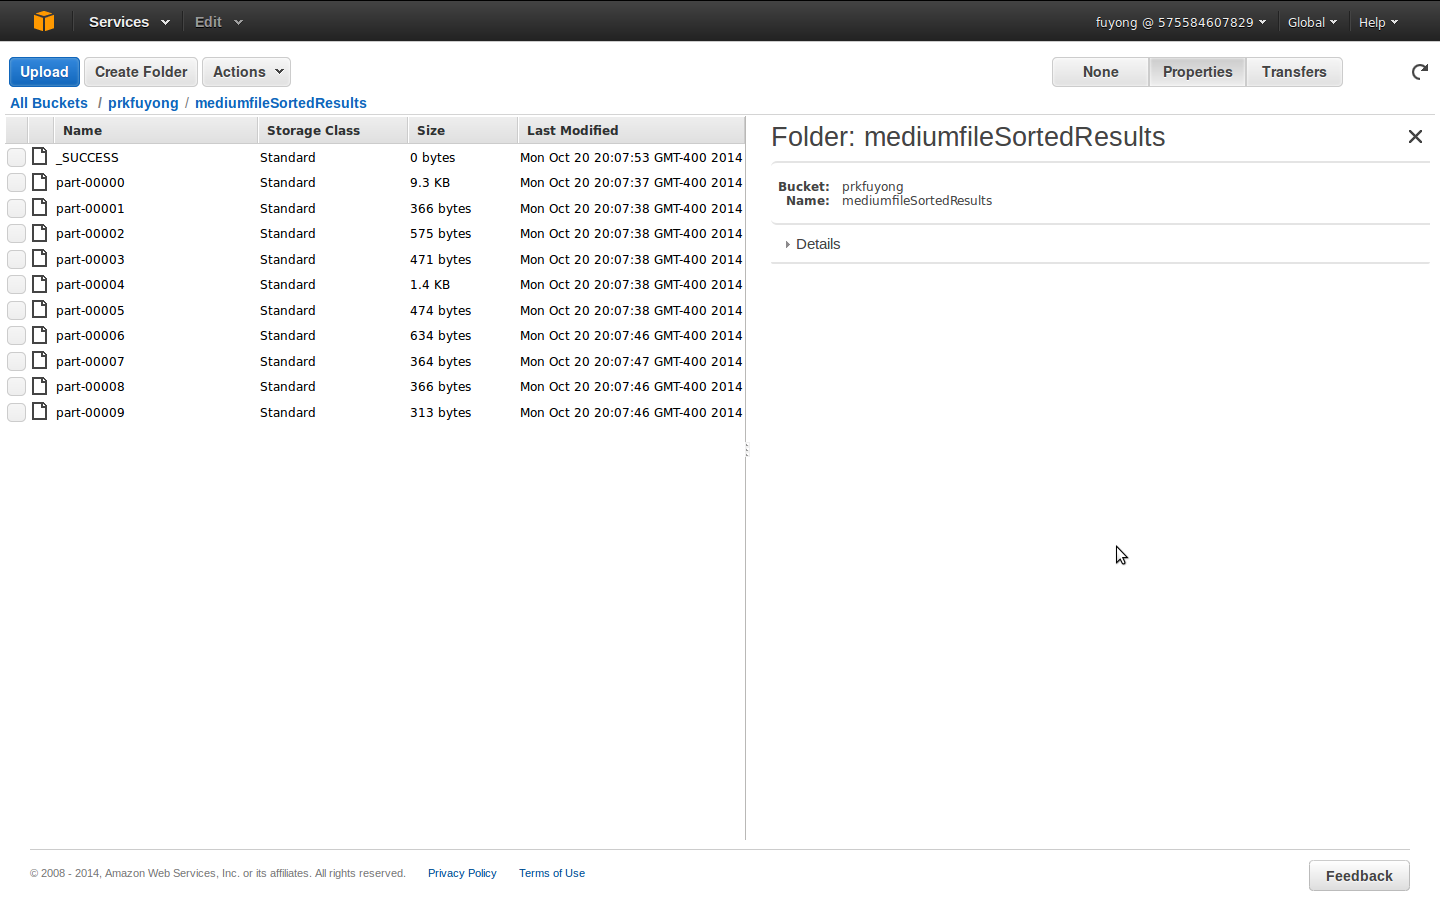 Services Edit fuyong @ 575584607829 Global Help
Upload Create Folder Actions None Properties Transfers
All Buckets / prkfuyong / mediumfileSortedResults
Name Storage Class Size Last Modified
_SUCCESS Standard 0 bytes Mon Oct 20 20:07:53 GMT-400 2014
part-00000 Standard 9.3 KB Mon Oct 20 20:07:37 GMT-400 2014
part-00001 Standard 366 bytes Mon Oct 20 20:07:38 GMT-400 2014
part-00002 Standard 575 bytes Mon Oct 20 20:07:38 GMT-400 2014
part-00003 Standard 471 bytes Mon Oct 20 20:07:38 GMT-400 2014
part-00004 Standard 1.4 KB Mon Oct 20 20:07:38 GMT-400 2014
part-00005 Standard 474 bytes Mon Oct 20 20:07:38 GMT-400 2014
part-00006 Standard 634 bytes Mon Oct 20 20:07:46 GMT-400 2014
part-00007 Standard 364 bytes Mon Oct 20 20:07:47 GMT-400 2014
part-00008 Standard 366 bytes Mon Oct 20 20:07:46 GMT-400 2014
part-00009 Standard 313 bytes Mon Oct 20 20:07:46 GMT-400 2014
Folder: mediumfileSortedResults
Bucket: prkfuyong
Name: mediumfileSortedResults
Details
© 2008 - 2014, Amazon Web Services, Inc. or its affiliates. All rights reserved. Privacy Policy Terms of Use
Feedback